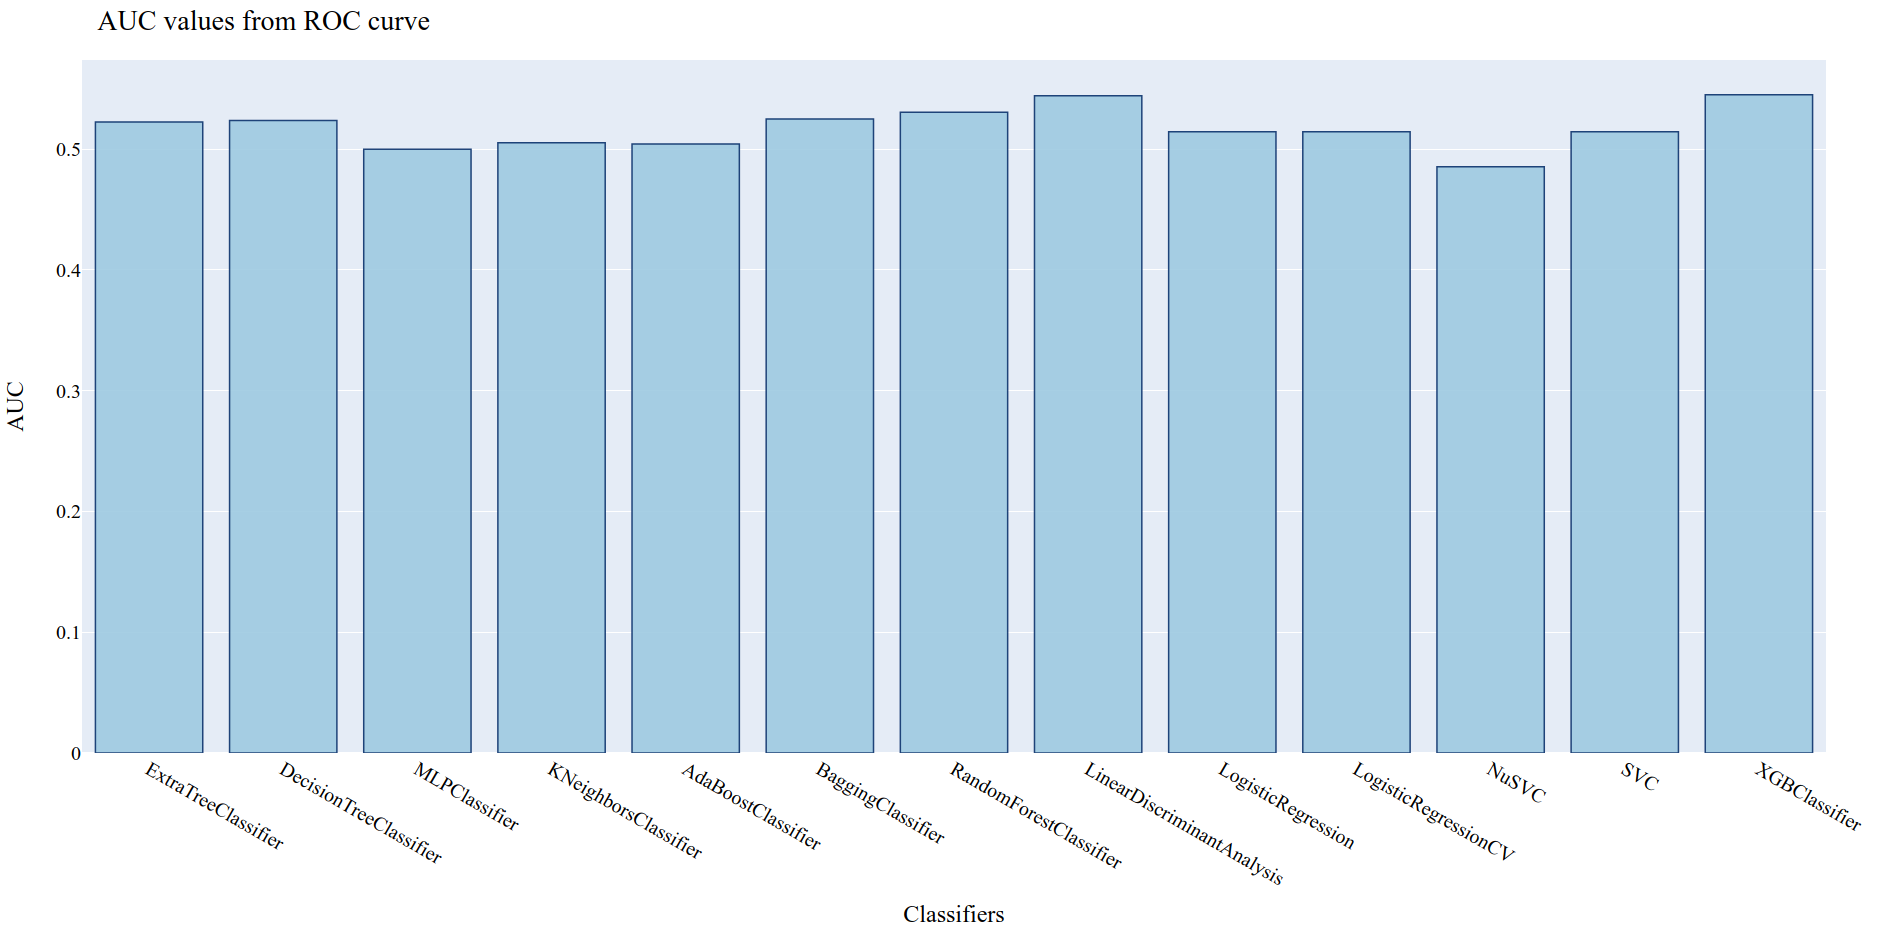 AUC values from ROC curve
AUC
0.5
0.4
0.3
0.2
0.1
0
ExtraTreeClassifier
DecisionTreeClassifier
MLPClassifier
KNeighborsClassifier
AdaBoostClassifier
BaggingClassifier
RandomForestClassifier
LinearDiscriminantAnalysis
LogisticRegression
LogisticRegressionCV
NuSVC
SVC
XGBClassifier
Classifiers